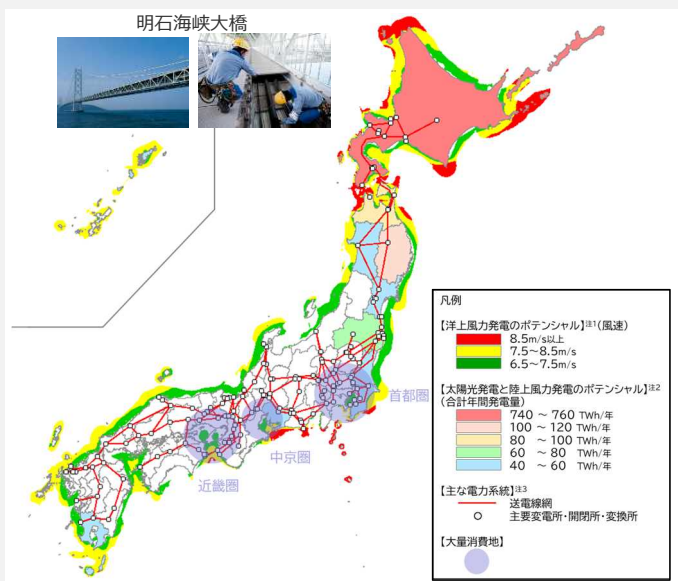 明石海峡大橋
首都圏
中京圏
近畿圏
凡例
【洋上風力発電のポテンシャル】注1(風速)
8.5m/s以上
7.5～8.5m/s
6.5～7.5m/s
【太陽光発電と陸上風力発電のポテンシャル】注2
(合計年間発電量)
740 ～ 760 TWh/年
100 ～ 120 TWh/年
80 ～ 100 TWh/年
60 ～ 80 TWh/年
40 ～ 60 TWh/年
【主な電力系統】注3
送電線網
主要変電所・開閉所・変換所
【大量消費地】